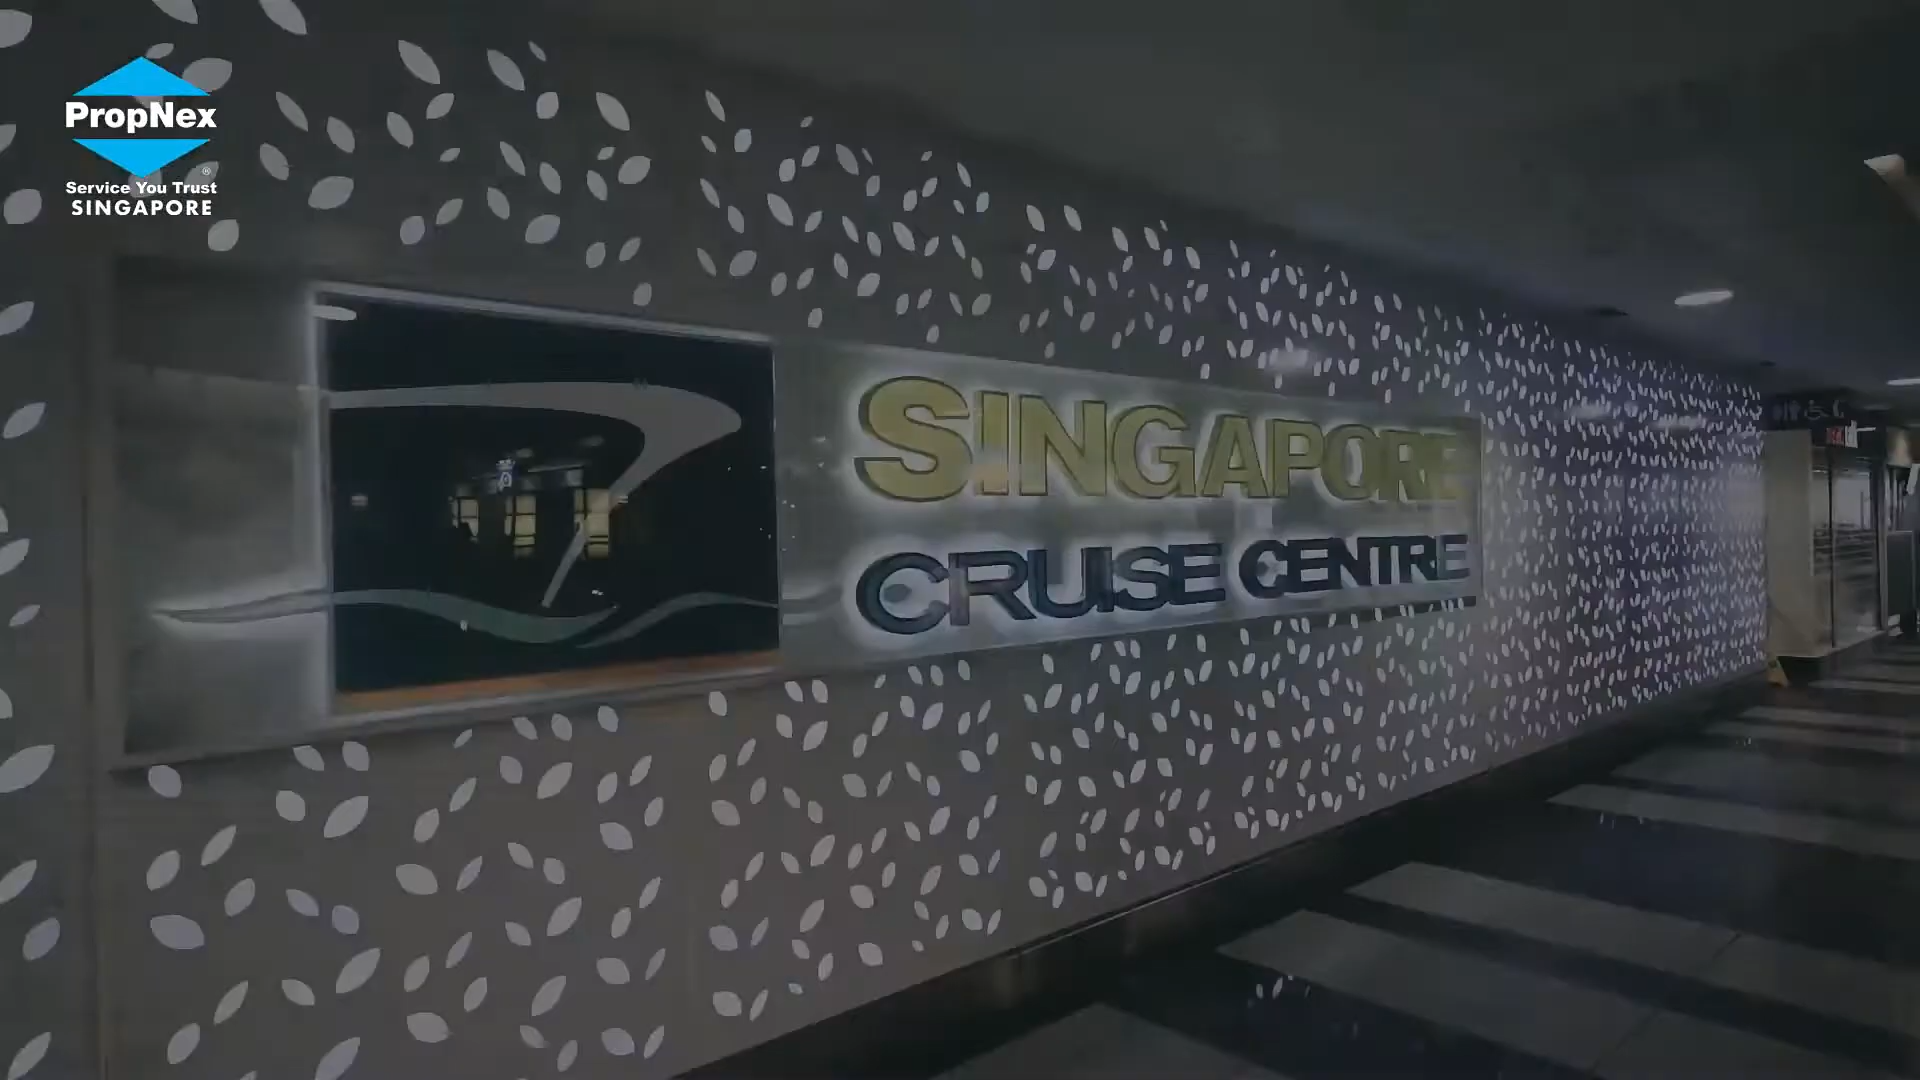 PropNex
®
Service You Trust
SINGAPORE
SINGAPORE
CRUISE CENTRE